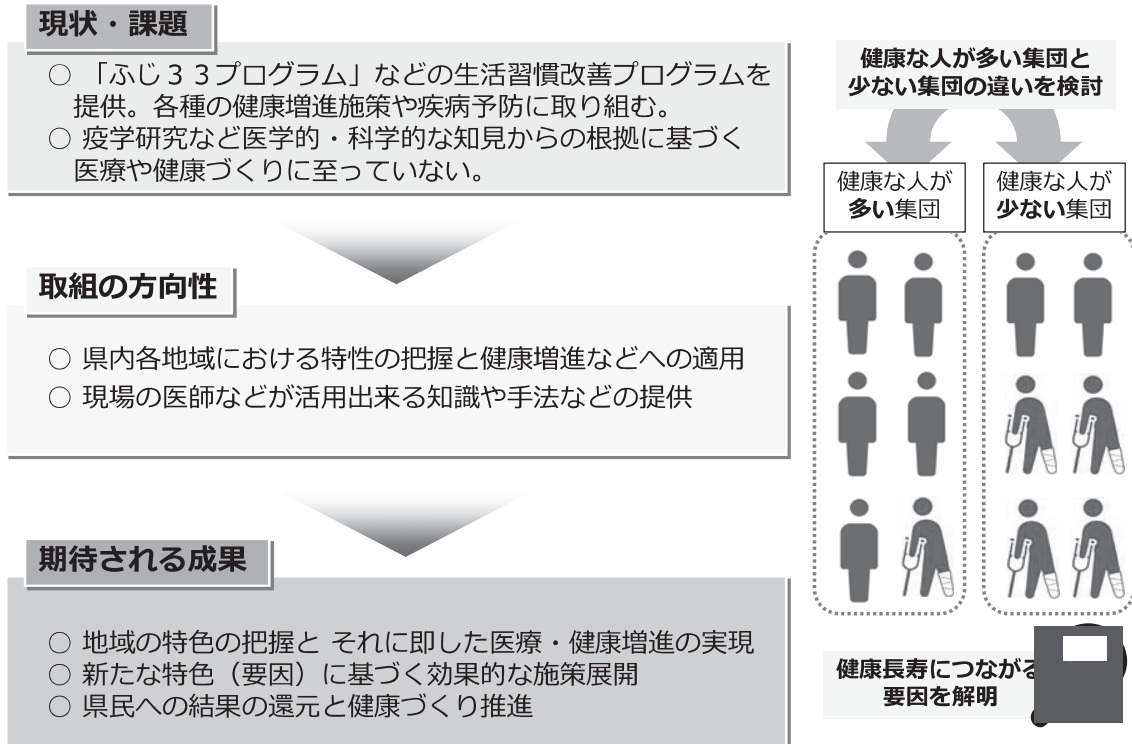 現状・課題
○ 「ふじ３３プログラム」などの生活習慣改善プログラムを
提供。各種の健康増進施策や疾病予防に取り組む。
○ 疫学研究など医学的・科学的な知見からの根拠に基づく
医療や健康づくりに至っていない。
取組の方向性
○ 県内各地域における特性の把握と健康増進などへの適用
○ 現場の医師などが活用出来る知識や手法などの提供
期待される成果
○ 地域の特色の把握と それに即した医療・健康増進の実現
○ 新たな特色（要因）に基づく効果的な施策展開
○ 県民への結果の還元と健康づくり推進
健康な人が多い集団と
少ない集団の違いを検討
健康な人が
多い集団
健康な人が
少ない集団
健康長寿につながる
要因を解明